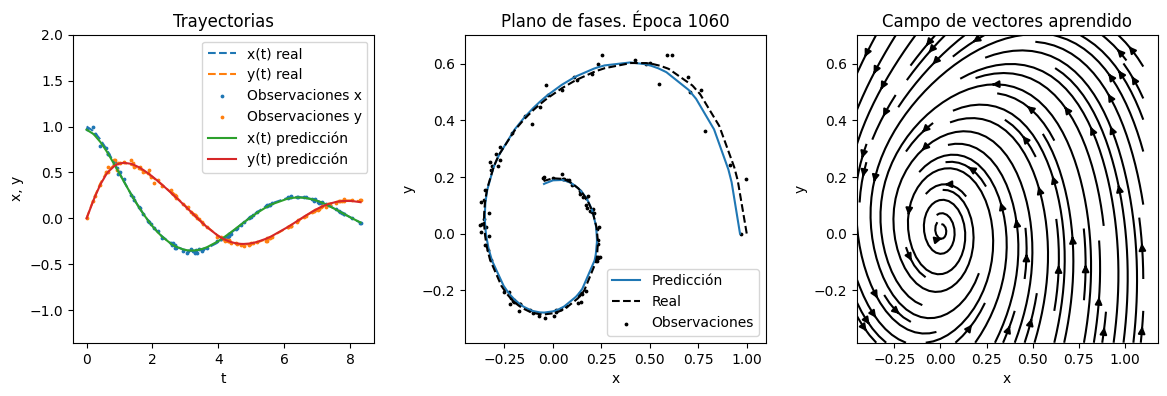 Trayectorias
x, y
2.0
1.5
1.0
0.5
0.0
−0.5
−1.0
0
2
4
6
8
t
x(t) real
y(t) real
Observaciones x
Observaciones y
x(t) predicción
y(t) predicción
Plano de fases. Época 1060
y
0.6
0.4
0.2
0.0
−0.2
−0.25
0.00
0.25
0.50
0.75
1.00
x
Predicción
Real
Observaciones
Campo de vectores aprendido
y
0.6
0.4
0.2
0.0
−0.2
−0.25
0.00
0.25
0.50
0.75
1.00
x